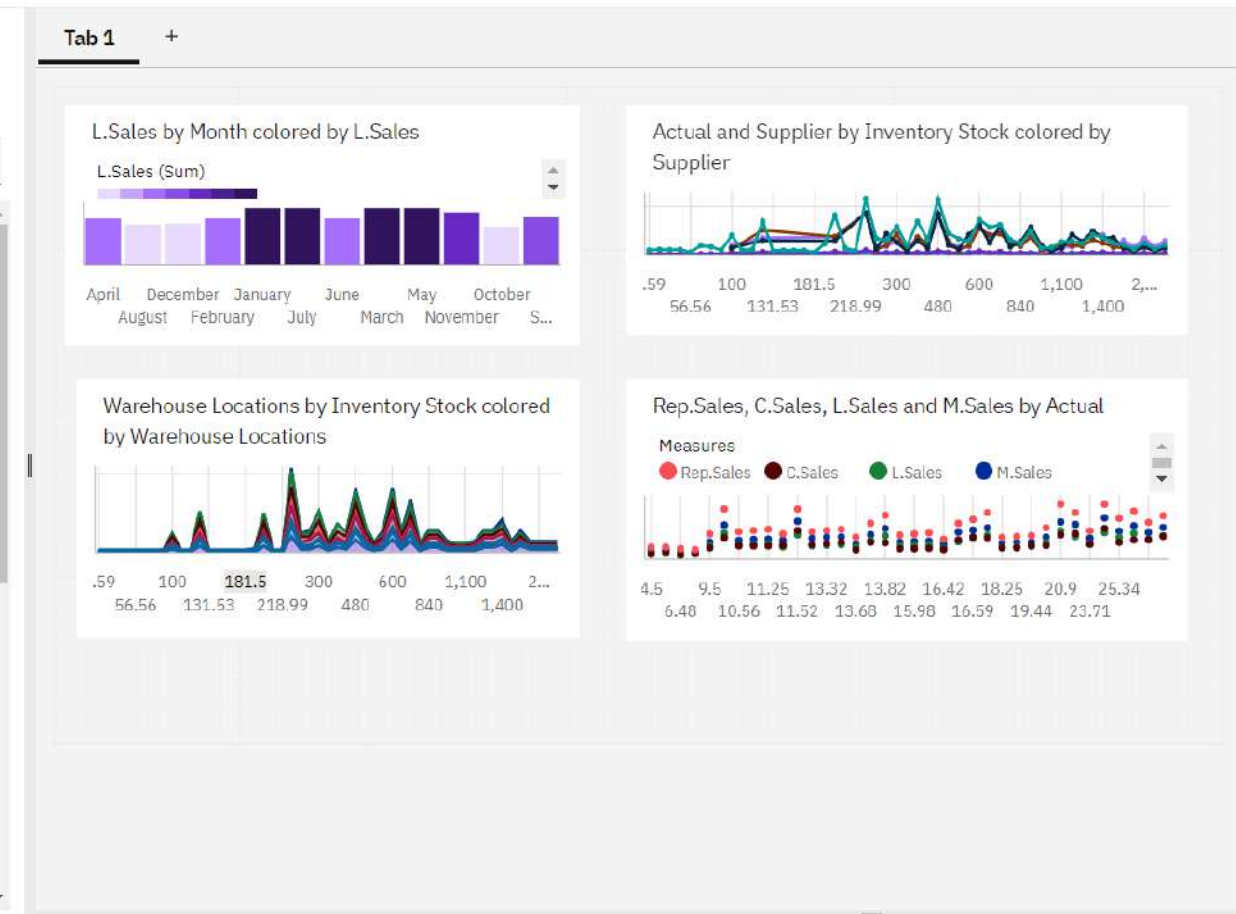 Tab 1 +
L.Sales by Month colored by L.Sales
L.Sales (Sum)
April December January June May October
August February July March November S...
Actual and Supplier by Inventory Stock colored by
Supplier
.59 100 181.5 300 600 1,100 2,...
56.56 131.53 218.99 480 840 1,400
Warehouse Locations by Inventory Stock colored
by Warehouse Locations
.59 100 181.5 300 600 1,100 2...
56.56 131.53 218.99 480 840 1,400
Rep.Sales, C.Sales, L.Sales and M.Sales by Actual
Measures
Rep.Sales C.Sales L.Sales M.Sales
4.5 9.5 11.25 13.32 13.82 16.42 18.25 20.9 25.34
6.48 10.56 11.52 13.68 15.98 16.59 19.44 23.71